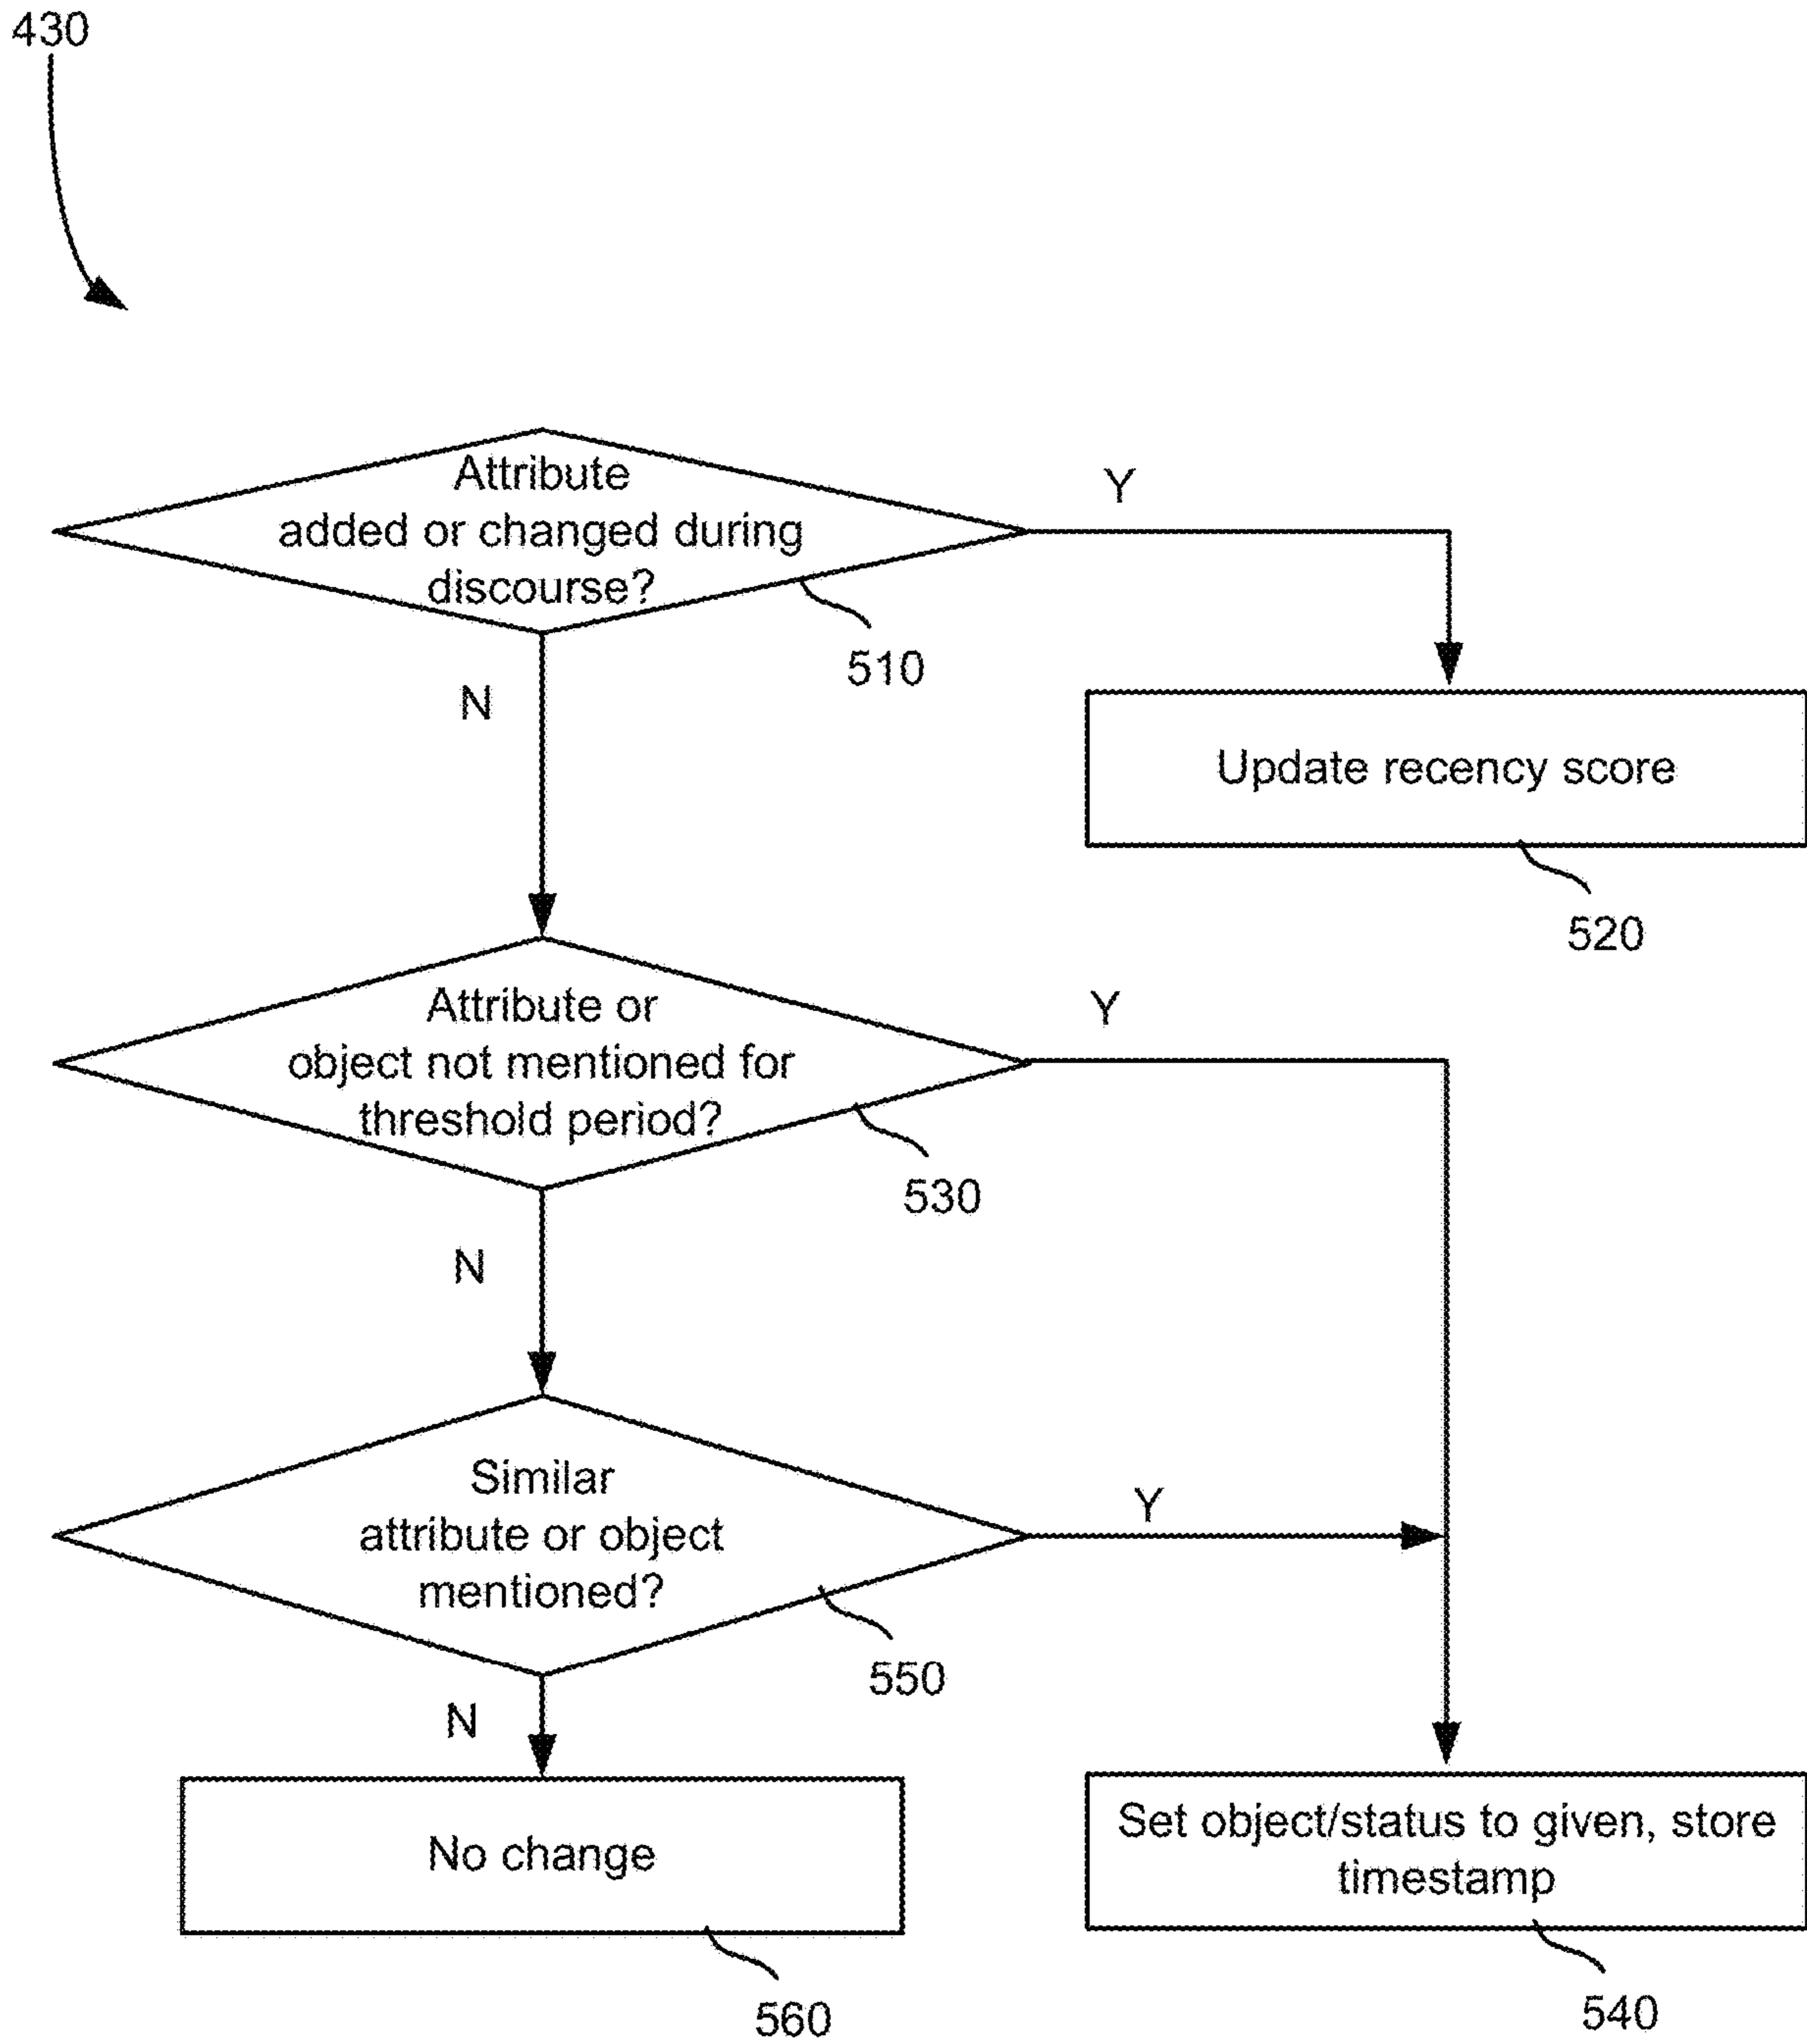 430
Attribute
added or changed during
discourse?
Y
510
N
Update recency score
520
Attribute or
object not mentioned for
threshold period?
Y
530
N
Similar
attribute or object
mentioned?
Y
550
N
No change
560
Set object/status to given, store
timestamp
540